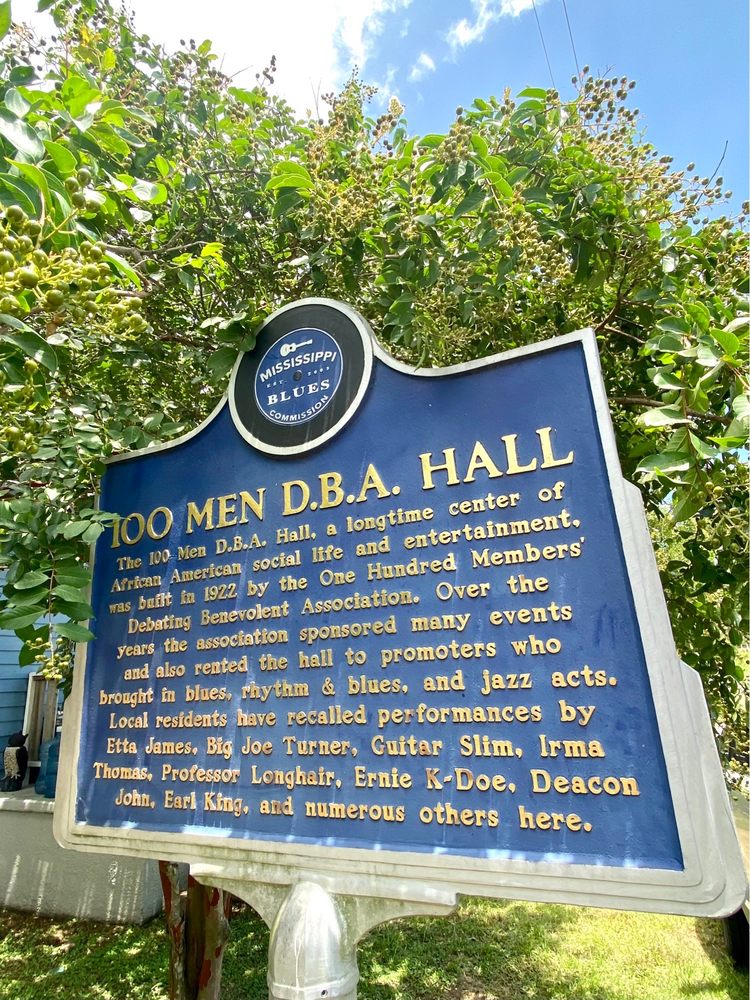 MISSISSIPPI
EST. 2003
BLUES
COMMISSION
100 MEN D.B.A. HALL
The 100 Men D.B.A. Hall, a longtime center of
African American social life and entertainment,
was built in 1922 by the One Hundred Members'
Debating Benevolent Association. Over the
years the association sponsored many events
and also rented the hall to promoters who
brought in blues, rhythm & blues, and jazz acts.
Local residents have recalled performances by
Etta James, Big Joe Turner, Guitar Slim, Irma
Thomas, Professor Longhair, Ernie K-Doe, Deacon
John, Earl King, and numerous others here.